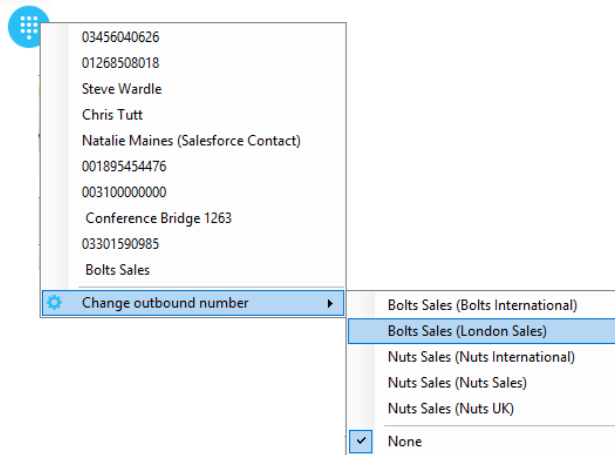 03456040626
01268508018
Steve Wardle
Chris Tutt
Natalie Maines (Salesforce Contact)
001895454476
003100000000
Conference Bridge 1263
03301590985
Bolts Sales
Change outbound number
Bolts Sales (Bolts International)
Bolts Sales (London Sales)
Nuts Sales (Nuts International)
Nuts Sales (Nuts Sales)
Nuts Sales (Nuts UK)
None